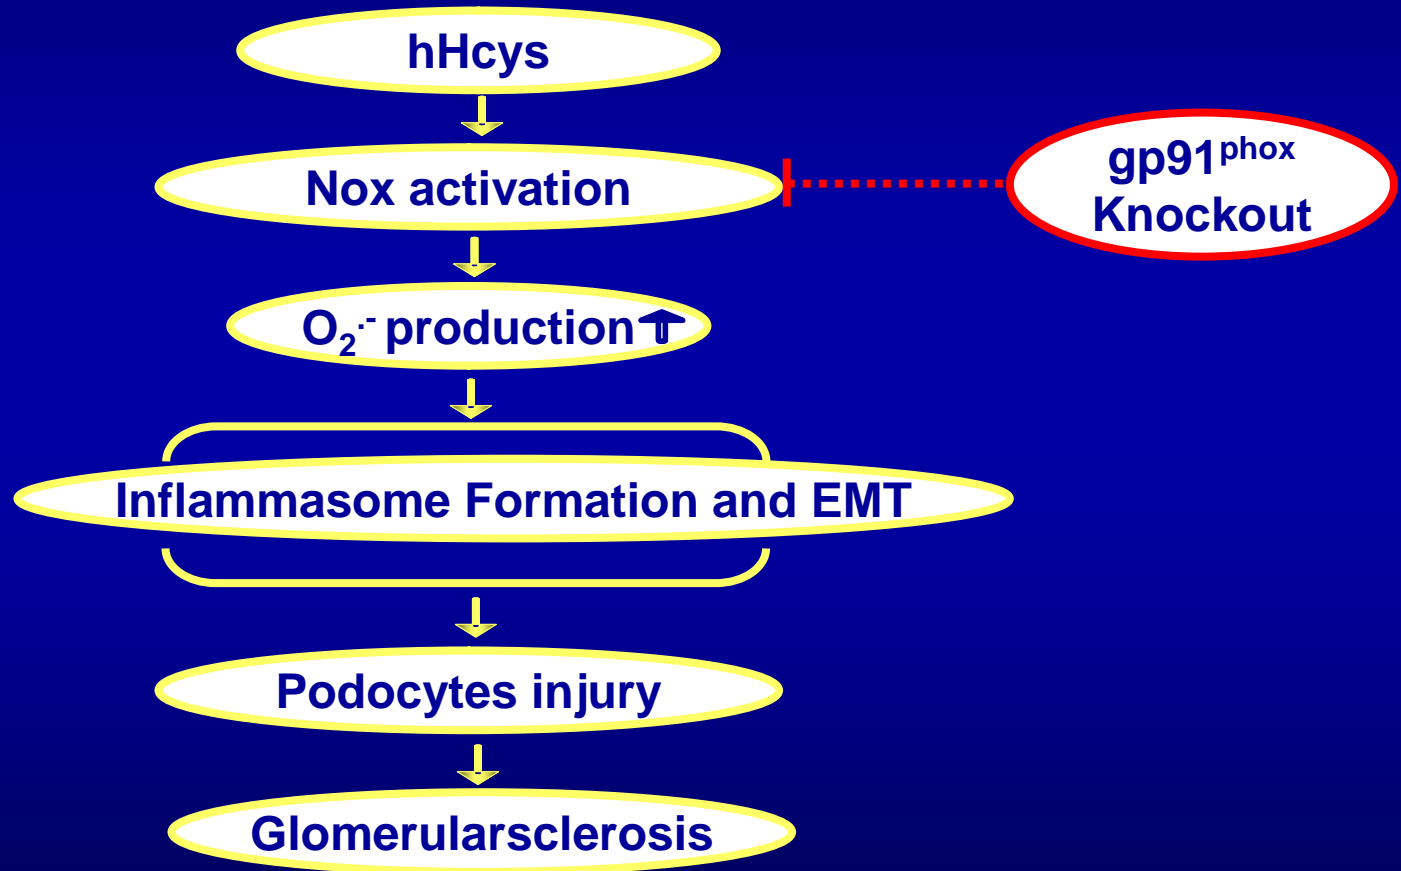 hHcys
Nox activation
gp91phox
Knockout
O2·- production
Inflammasome Formation and EMT
Podocytes injury
Glomerularsclerosis